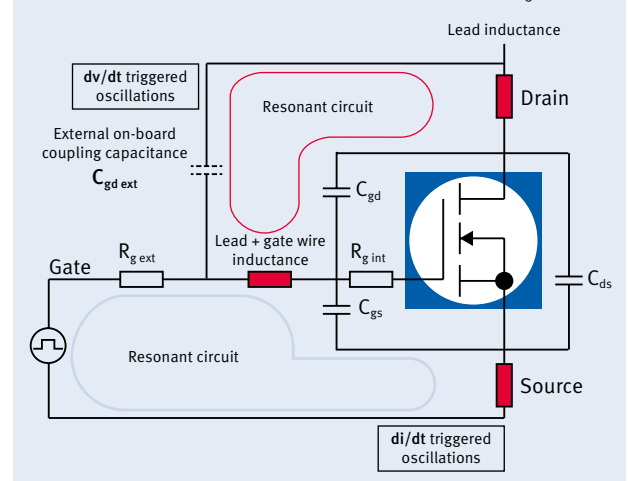 Lead inductance
dv/dt triggered
oscillations
Resonant circuit
Drain
External on-board
coupling capacitance
Cgd ext
Cgd
Lead + gate wire
inductance
Rg ext
Rg int
Gate
Cgs
Cds
Resonant circuit
Source
di/dt triggered
oscillations